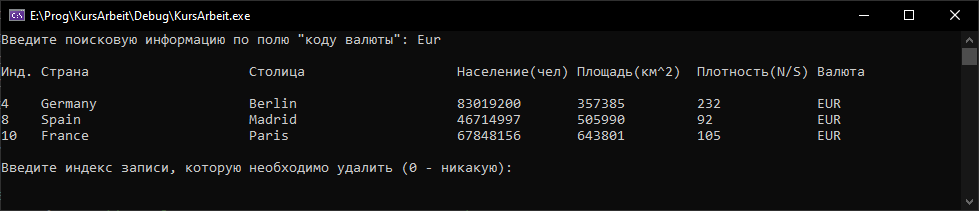 E:\Prog\KursArbeit\Debug\KursArbeit.exe
Введите поисковую информацию по полю "коду валюты": Eur
Инд. Страна Столица Население(чел) Площадь(км^2) Плотность(N/S) Валюта
4 Germany Berlin 83019200 357385 232 EUR
8 Spain Madrid 46714997 505990 92 EUR
10 France Paris 67848156 643801 105 EUR
Введите индекс записи, которую необходимо удалить (0 - никакую):